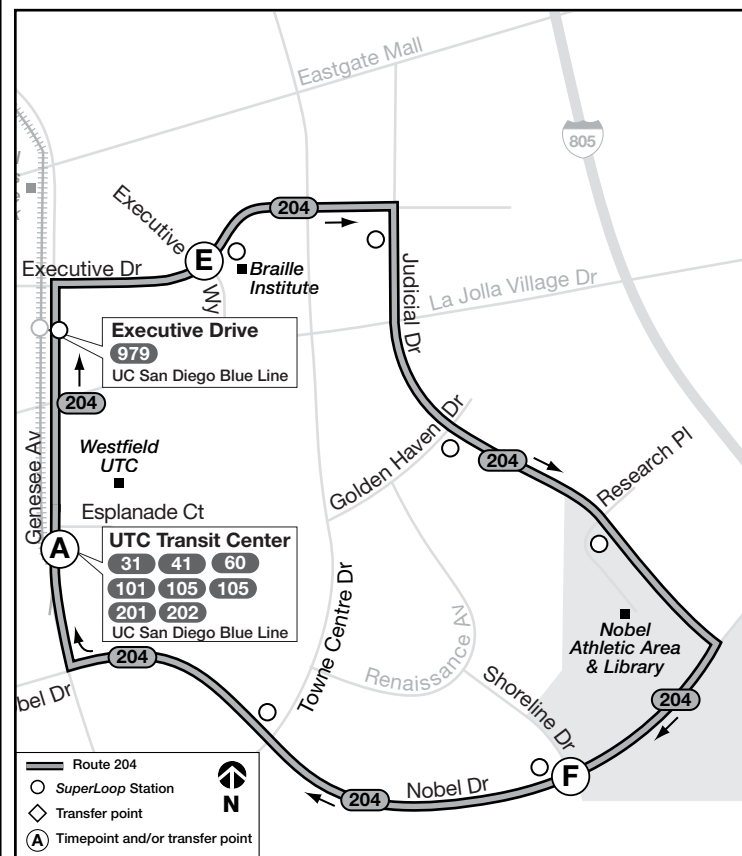 Eastgate Mall
805
204
Executive
Wy
E
Executive Dr
Braille
Institute
Judicial Dr
La Jolla Village Dr
Executive Drive
979
UC San Diego Blue Line
204
Genesee Av
Westfield
UTC
Golden Haven Dr
204
Research Pl
Esplanade Ct
A
UTC Transit Center
31 41 60
101 105 105
201 202
UC San Diego Blue Line
Towne Centre Dr
Renaissance Av
Shoreline Dr
Nobel
Athletic Area
& Library
204
204
bel Dr
F
Nobel Dr
204
Route 204
SuperLoop Station
Transfer point
A Timepoint and/or transfer point
N